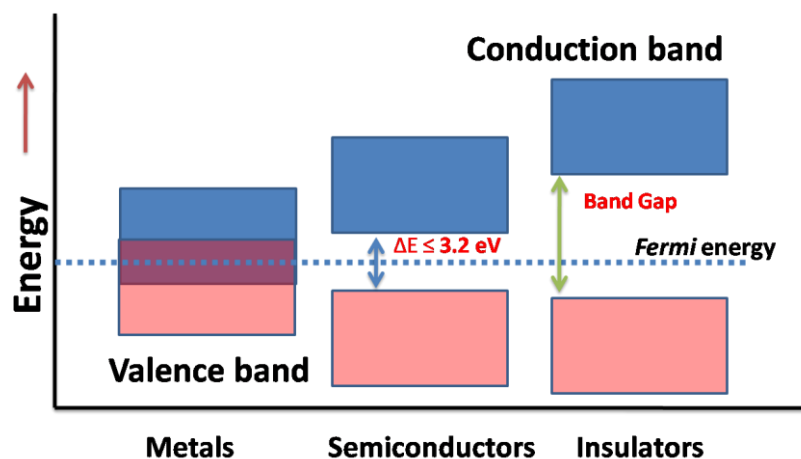 Conduction band
Energy
Band Gap
ΔE ≤ 3.2 eV
Fermi energy
Valence band
Metals
Semiconductors
Insulators